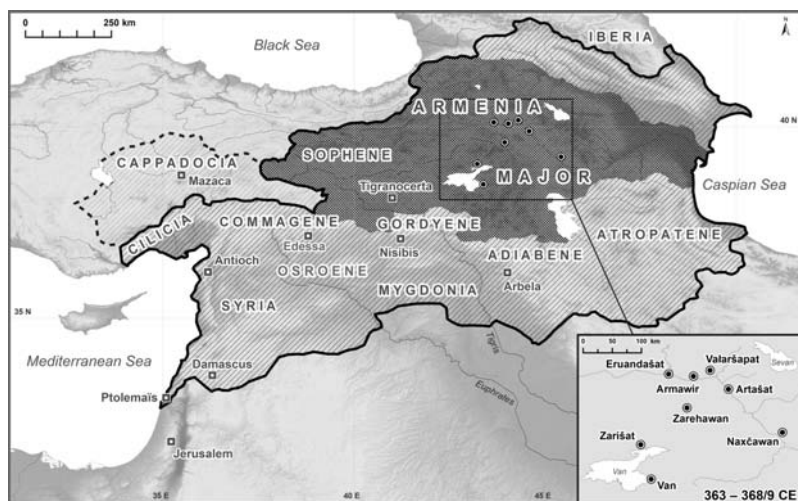 0 250 km
N
Black Sea
IBERIA
ARMENIA
40 N
CAPPADOCIA
SOPHENE
Mazaca
MAJOR
Tigranocerta
Caspian Sea
CILICIA
COMMAGENE
GORDYENE
ATROPATENE
Edessa
Nisibis
ADIABENE
Antioch
OSROENE
Arbela
MYGDONIA
SYRIA
35 N
Tigris
Mediterranean Sea
Damascus
Euphrates
Ptolemaïs
Jerusalem
35 E
40 E
45 E
0 50 100 km
Valaršapat
Sevan
Eruandašat
Armawir
Artašat
Zarehawan
Naxčawan
Zarišat
Van
Van
363 – 368/9 CE